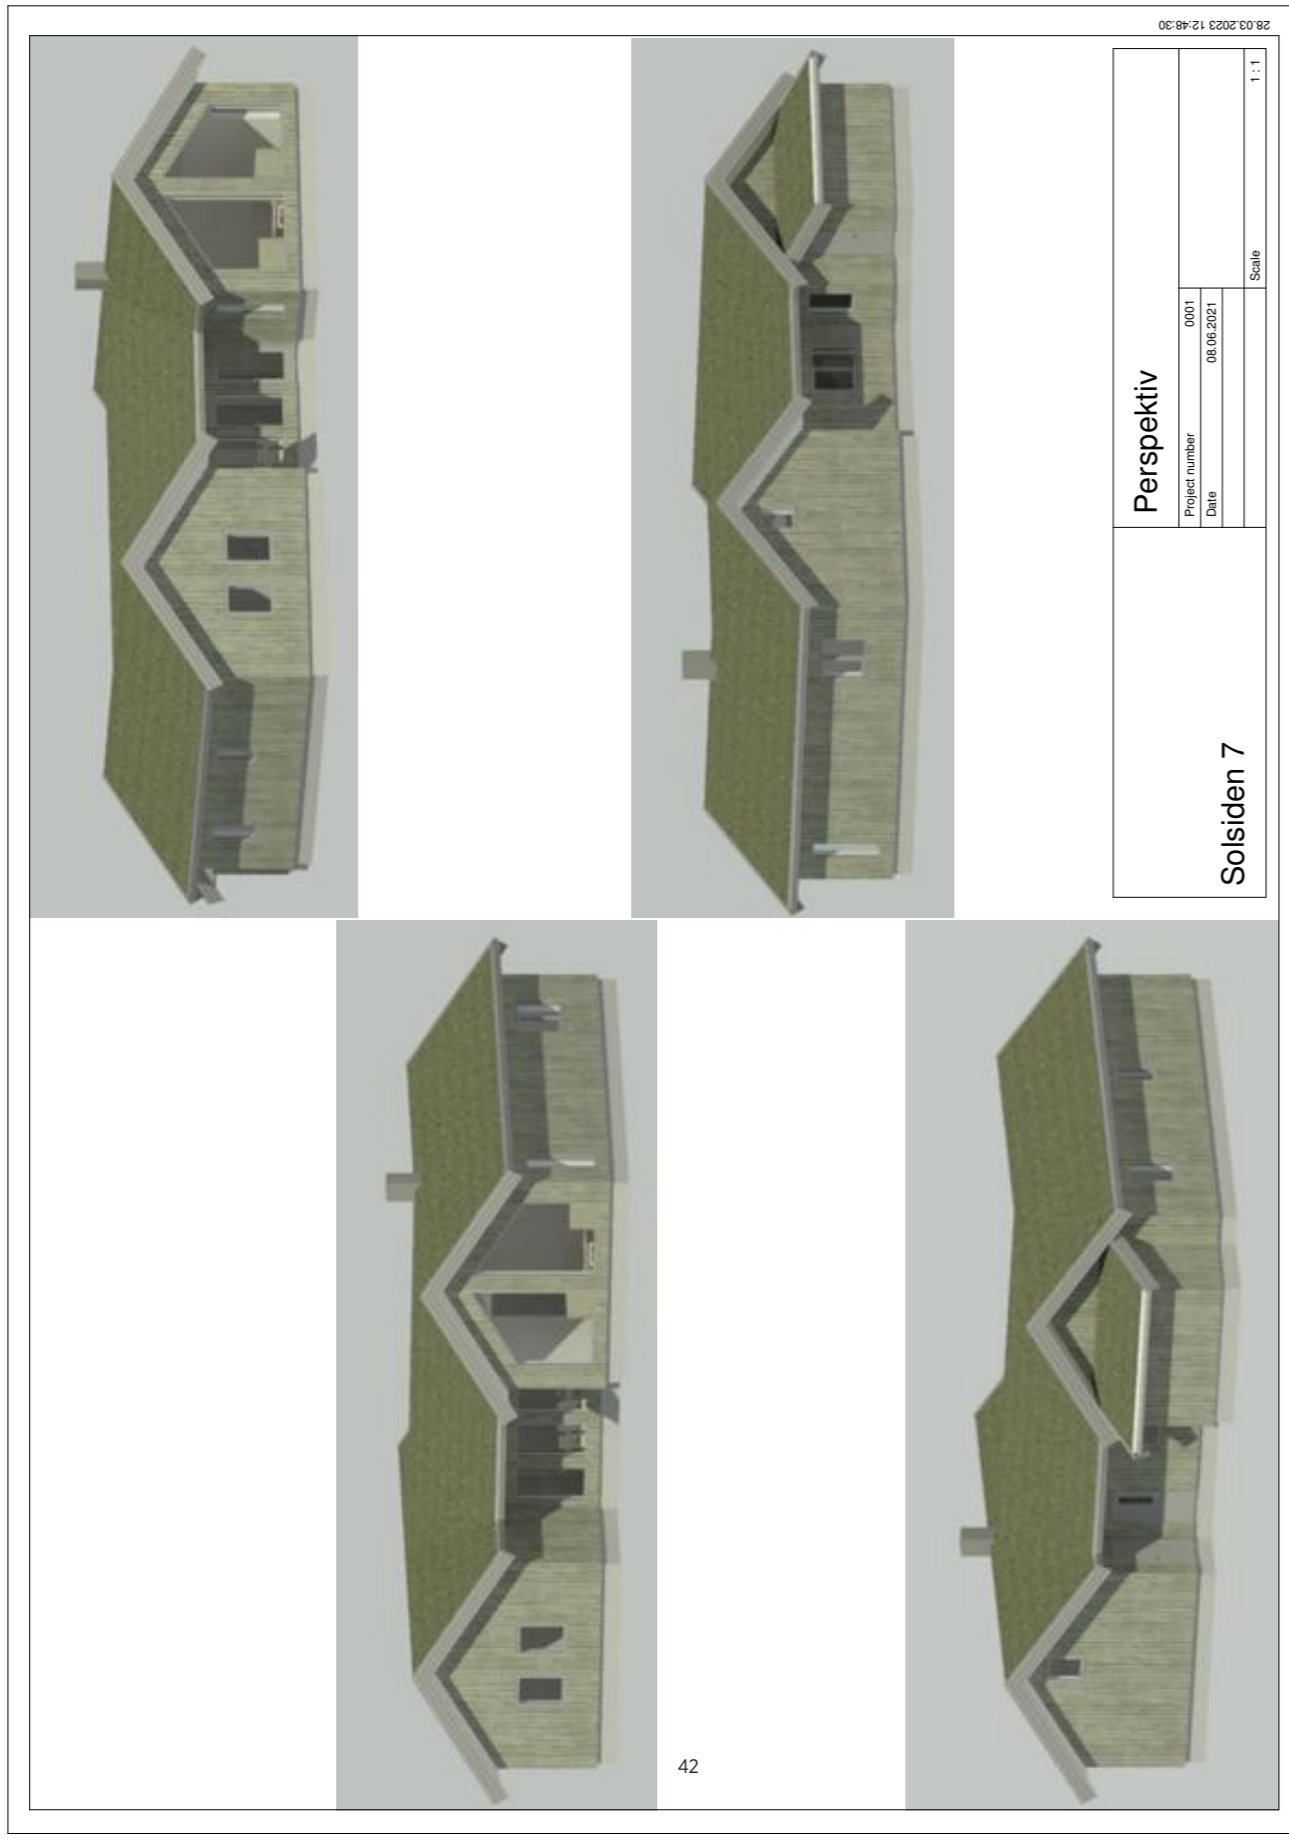 28.03.2023 12:48:30
Solsiden 7
Perspektiv
Project number 0001
Date 08.06.2021
Scale 1 : 1
42